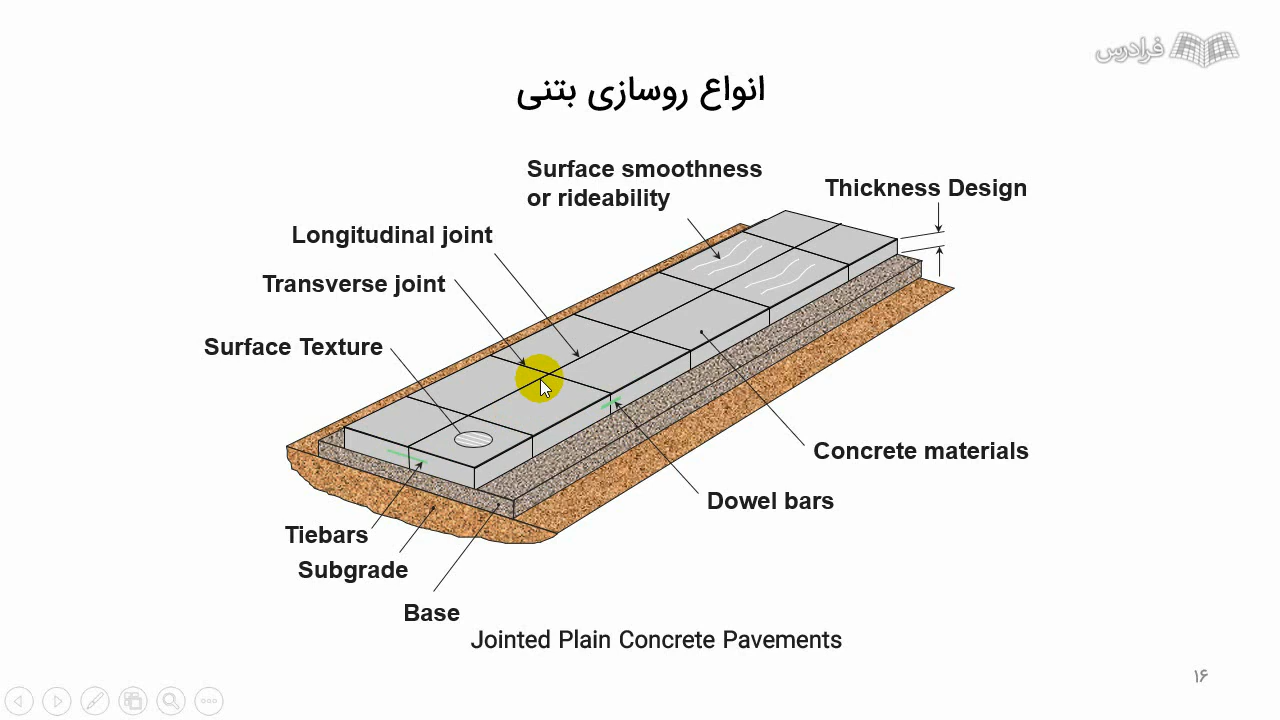 فرادرس
انواع روسازی بتنی
Surface smoothness
or rideability
Thickness Design
Longitudinal joint
Transverse joint
Surface Texture
Concrete materials
Dowel bars
Tiebars
Subgrade
Base
Jointed Plain Concrete Pavements
۱۶